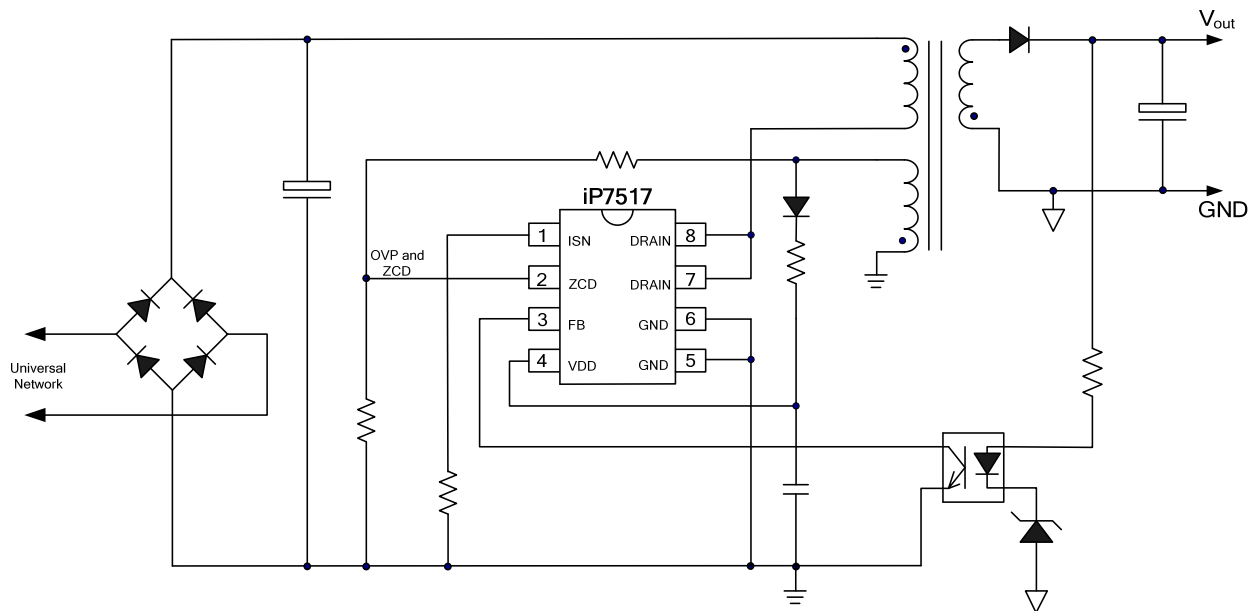 Vout
GND
iP7517
1 ISN DRAIN 8
OVP and
ZCD
2 ZCD DRAIN 7
3 FB GND 6
4 VDD GND 5
Universal
Network